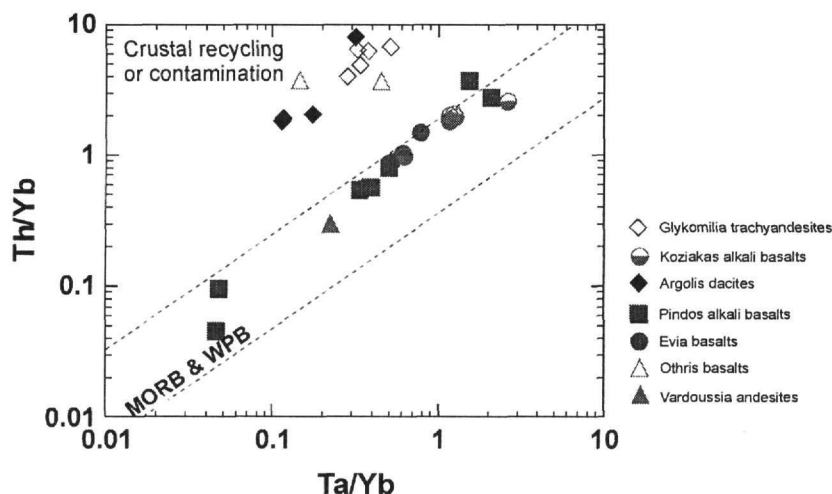 10
Crustal recycling
or contamination
1
Th/Yb
0.1
MORB & WPB
0.01
0.01
0.1
1
10
Ta/Yb
Glykomilia trachyandesites
Koziakas alkali basalts
Argolis dacites
Pindos alkali basalts
Evia basalts
Othris basalts
Vardoussia andesites